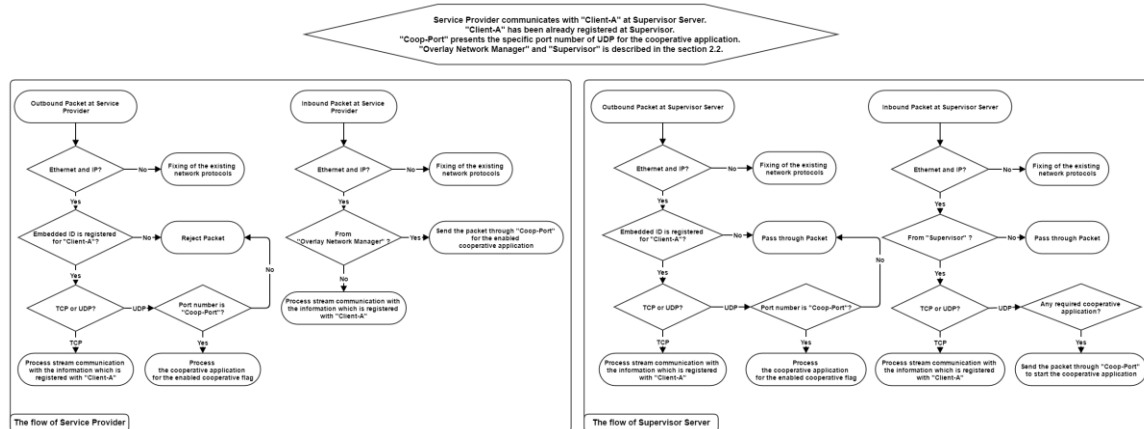 Service Provider communicates with "Client-A" at Supervisor Server.
"Client-A" has been already registered at Supervisor.
"Coop-Port" presents the specific port number of UDP for the cooperative application.
"Overlay Network Manager" and "Supervisor" is described in the section 2.2.
Outbound Packet at Service
Provider
Ethernet and IP?
No
Fixing of the existing
network protocols
Yes
Embedded ID is registered
for "Client-A"?
No
Reject Packet
Yes
No
TCP or UDP?
UDP
Port number is
"Coop-Port"?
TCP
Yes
Process stream communication
with the information which is
registered with "Client-A"
Process
the cooperative application
for the enabled cooperative flag
Inbound Packet at Service
Provider
Ethernet and IP?
No
Fixing of the existing
network protocols
Yes
From
"Overlay Network Manager" ?
Yes
Send the packet through "Coop-Port"
for the enabled
cooperative application
No
Process stream communication with
the information which is registered
with "Client-A"
The flow of Service Provider
Outbound Packet at Supervisor Server
Ethernet and IP?
No
Fixing of the existing
network protocols
Yes
Embedded ID is registered
for "Client-A"?
No
Pass through Packet
Yes
No
TCP or UDP?
UDP
Port number is "Coop-Port"?
TCP
Yes
Process stream communication with
the information which is registered
with "Client-A"
Process
the cooperative application
for the enabled cooperative flag
Inbound Packet at Supervisor Server
Ethernet and IP?
No
Fixing of the existing
network protocols
Yes
From "Supervisor" ?
No
Pass through Packet
Yes
TCP or UDP?
UDP
Any required cooperative
application?
TCP
Yes
Process stream communication with
the information which is registered
with "Client-A"
Send the packet through "Coop-Port"
to start the cooperative application
The flow of Supervisor Server